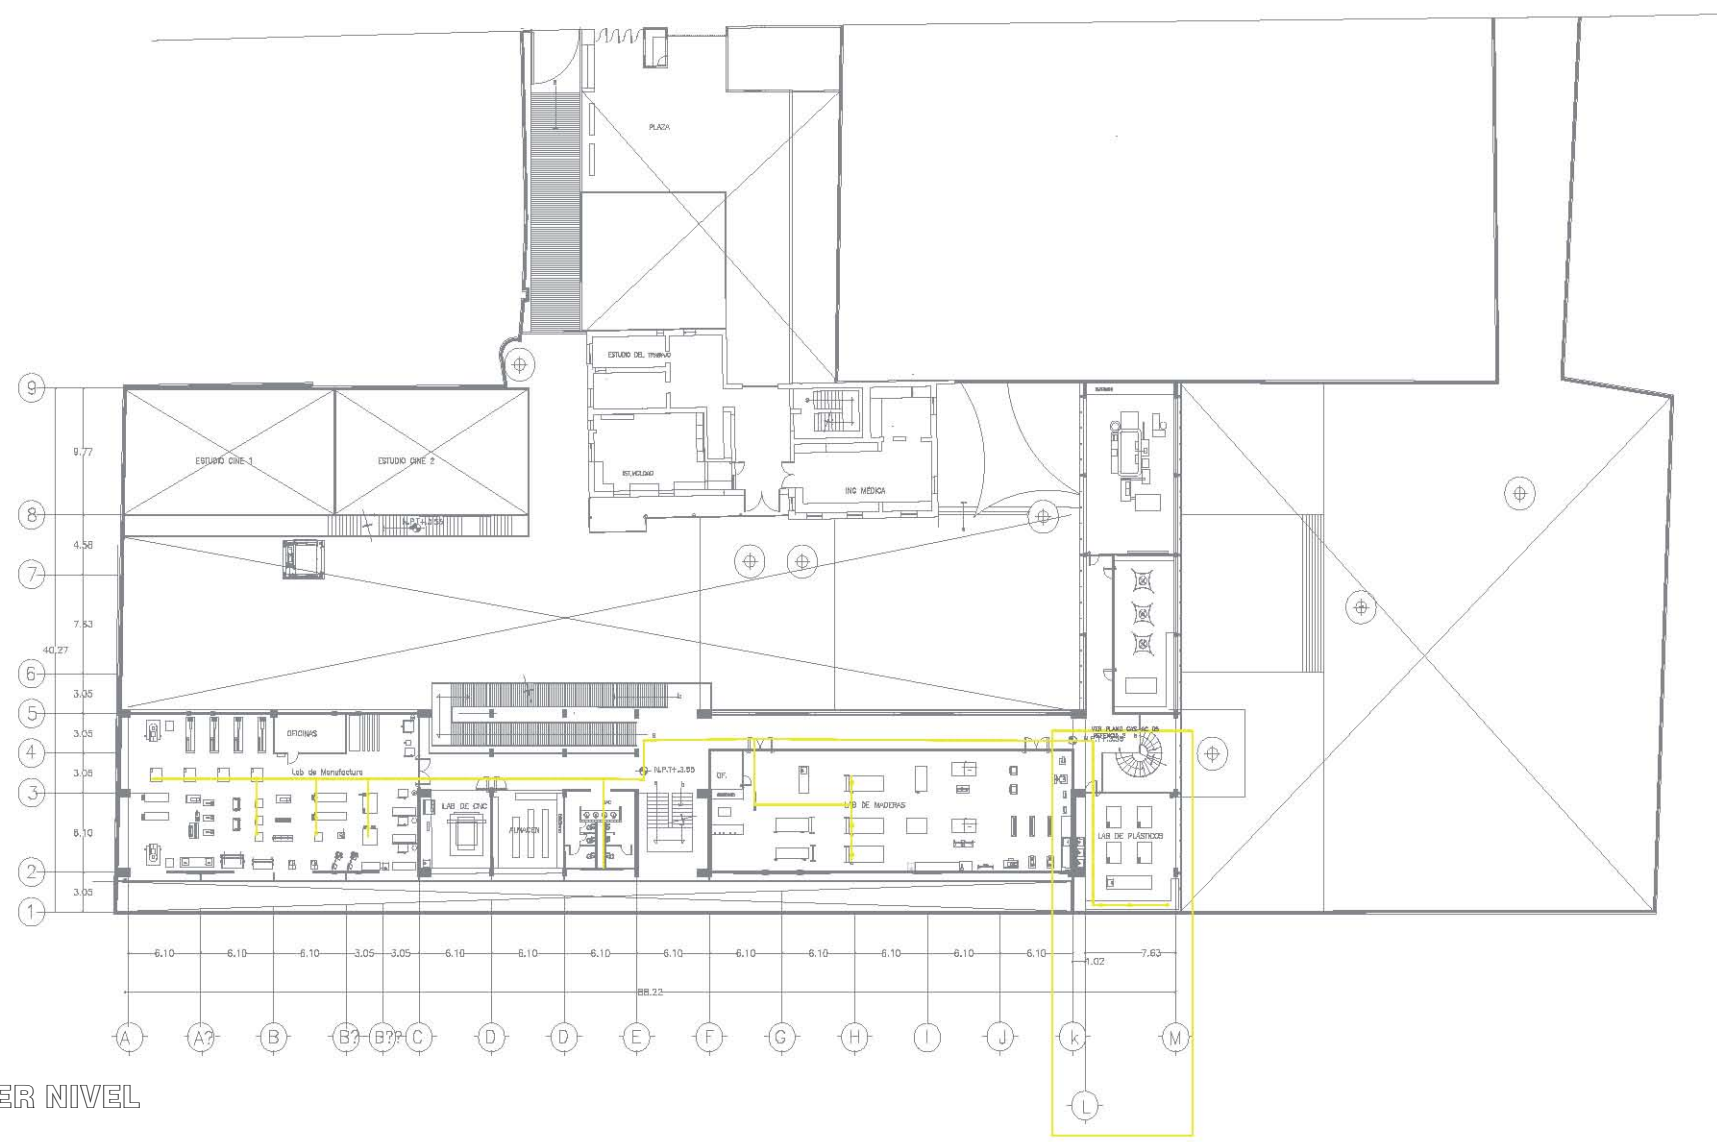 PLAZA
ESTUDIO DEL TRABAJO
9
9.77
ESTUDIO CINE 1
ESTUDIO CINE 2
ING MÉDICA
8
4.58
7
7.63
40.27
6
3.05
5
3.05
OFICINAS
4
3.05
Lab de Manufactura
N.P.T+.3.55
OF.
3
LAB DE CNC
LAB DE MADERAS
6.10
ALMACEN
LAB DE PLÁSTICOS
2
3.05
1
6.10 6.10 6.10 3.05 3.05 6.10 6.10 6.10 6.10 6.10 6.10 6.10 6.10 6.10 1.02 7.63
88.22
A A? B B? B?? C D D E F G H I J k M
L
ER NIVEL